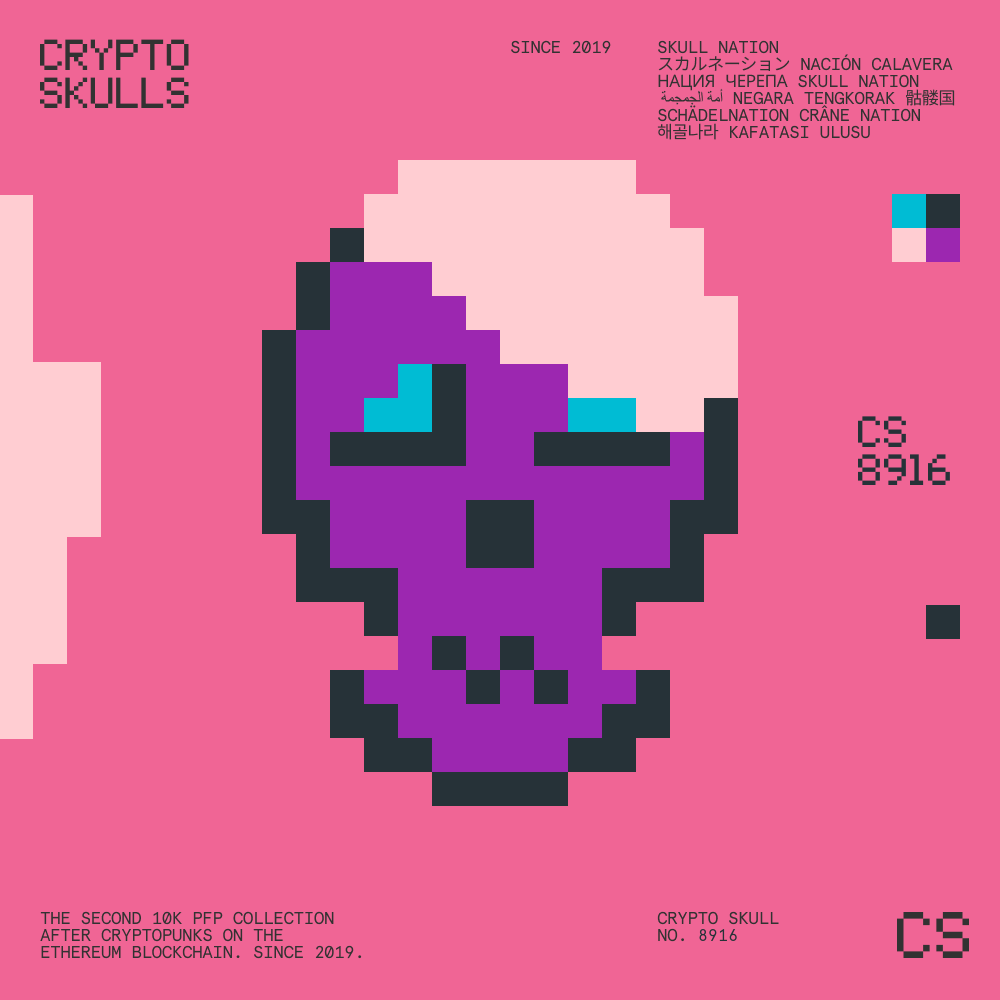 CRYPTO
SKULLS
SINCE 2019
SKULL NATION
スカルネーション NACIÓN CALAVERA
НАЦИЯ ЧЕРЕПА SKULL NATION
أمة الجمجمة NEGARA TENGKORAK 骷髅国
SCHÄDELNATION CRÂNE NATION
해골나라 KAFATASI ULUSU
CS
8916
THE SECOND 10K PFP COLLECTION
AFTER CRYPTOPUNKS ON THE
ETHEREUM BLOCKCHAIN. SINCE 2019.
CRYPTO SKULL
NO. 8916
CS